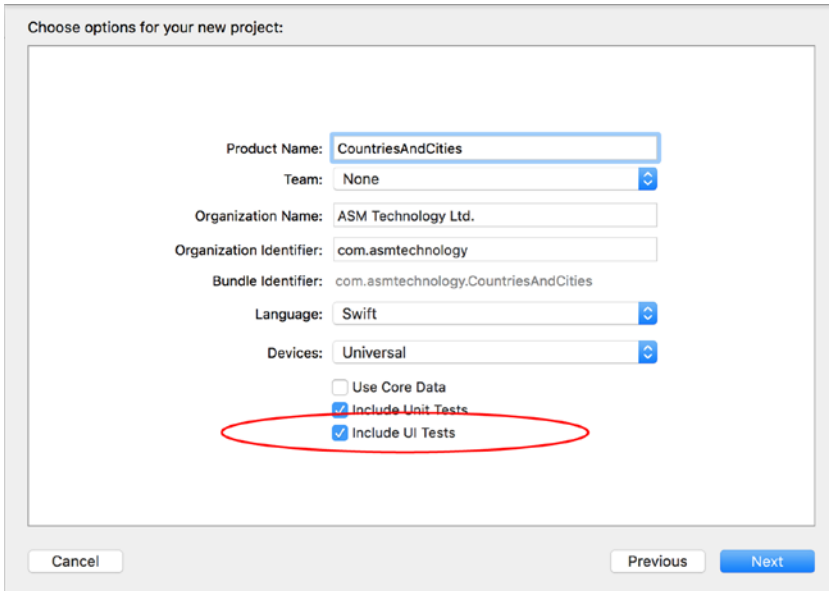 Choose options for your new project:
Product Name: CountriesAndCities
Team: None
Organization Name: ASM Technology Ltd.
Organization Identifier: com.asmtechnology
Bundle Identifier: com.asmtechnology.CountriesAndCities
Language: Swift
Devices: Universal
Use Core Data
Include Unit Tests
Include UI Tests
Cancel Previous Next